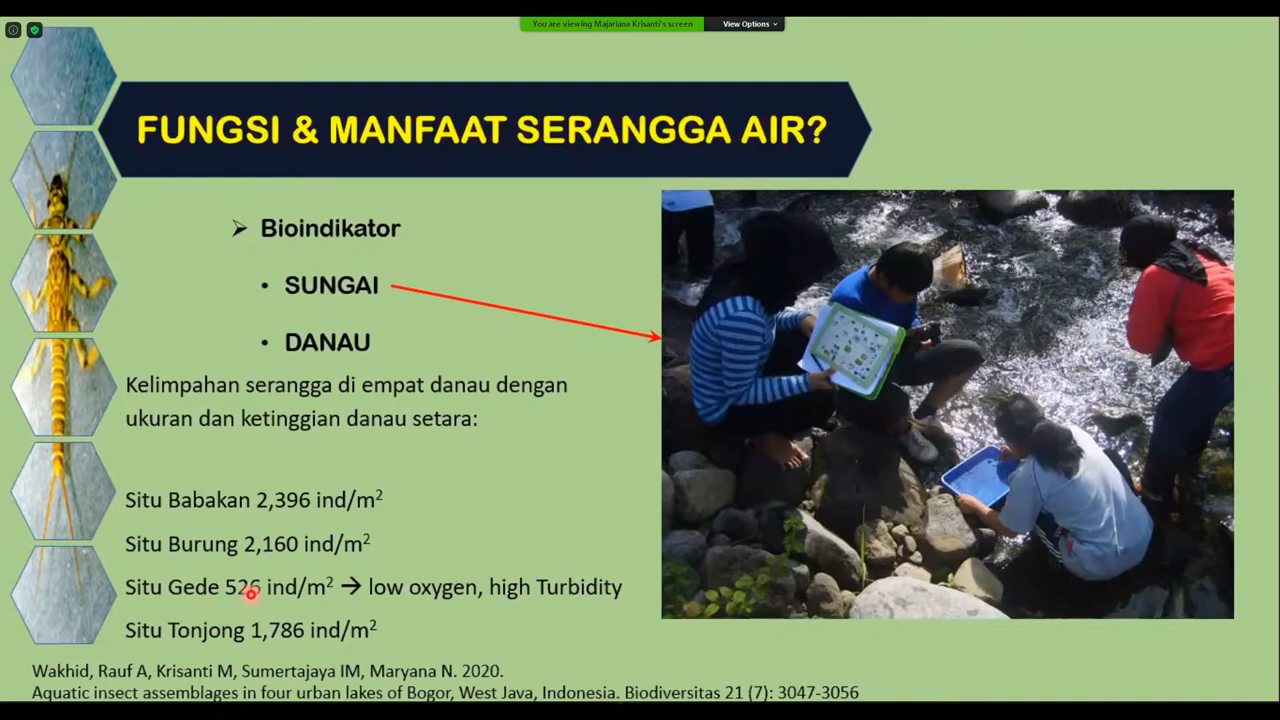 You are viewing Majariana Krisanti's screen
View Options
FUNGSI & MANFAAT SERANGGA AIR?
➢ Bioindikator
• SUNGAI
• DANAU
Kelimpahan serangga di empat danau dengan
ukuran dan ketinggian danau setara:
Situ Babakan 2,396 ind/m²
Situ Burung 2,160 ind/m²
Situ Gede 526 ind/m² → low oxygen, high Turbidity
Situ Tonjong 1,786 ind/m²
Wakhid, Rauf A, Krisanti M, Sumertajaya IM, Maryana N. 2020.
Aquatic insect assemblages in four urban lakes of Bogor, West Java, Indonesia. Biodiversitas 21 (7): 3047-3056